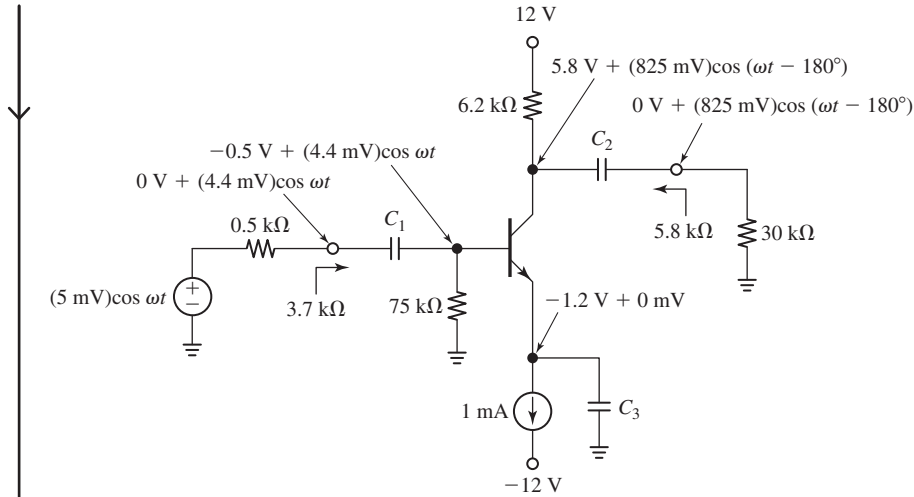 12 V
5.8 V + (825 mV)cos (ωt − 180°)
6.2 kΩ
0 V + (825 mV)cos (ωt − 180°)
C2
−0.5 V + (4.4 mV)cos ωt
0 V + (4.4 mV)cos ωt
0.5 kΩ
C1
5.8 kΩ
30 kΩ
(5 mV)cos ωt
+
−
3.7 kΩ
75 kΩ
−1.2 V + 0 mV
1 mA
C3
−12 V